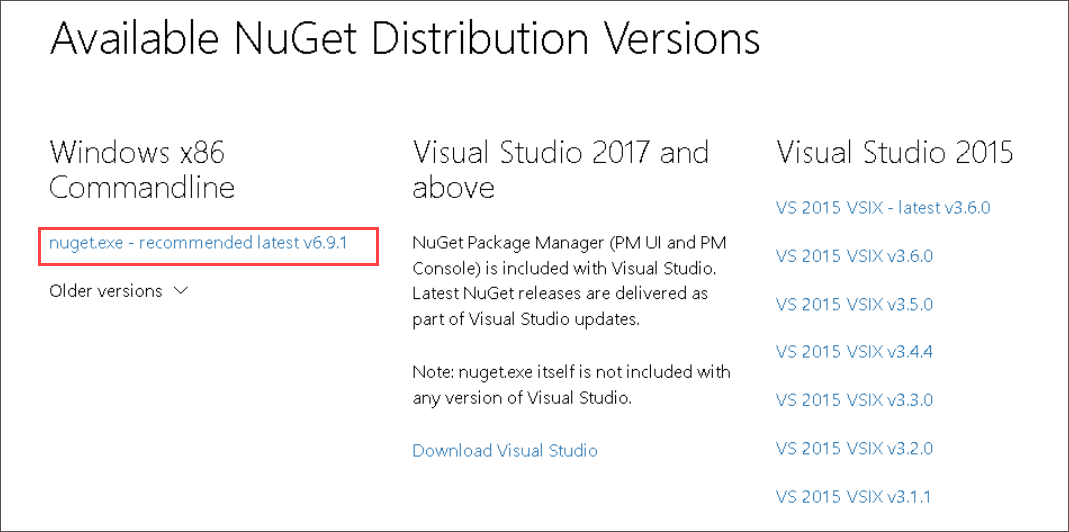 Available NuGet Distribution Versions
Windows x86
Commandline
nuget.exe - recommended latest v6.9.1
Older versions
Visual Studio 2017 and
above
NuGet Package Manager (PM UI and PM
Console) is included with Visual Studio.
Latest NuGet releases are delivered as
part of Visual Studio updates.
Note: nuget.exe itself is not included with
any version of Visual Studio.
Download Visual Studio
Visual Studio 2015
VS 2015 VSIX - latest v3.6.0
VS 2015 VSIX v3.6.0
VS 2015 VSIX v3.5.0
VS 2015 VSIX v3.4.4
VS 2015 VSIX v3.3.0
VS 2015 VSIX v3.2.0
VS 2015 VSIX v3.1.1